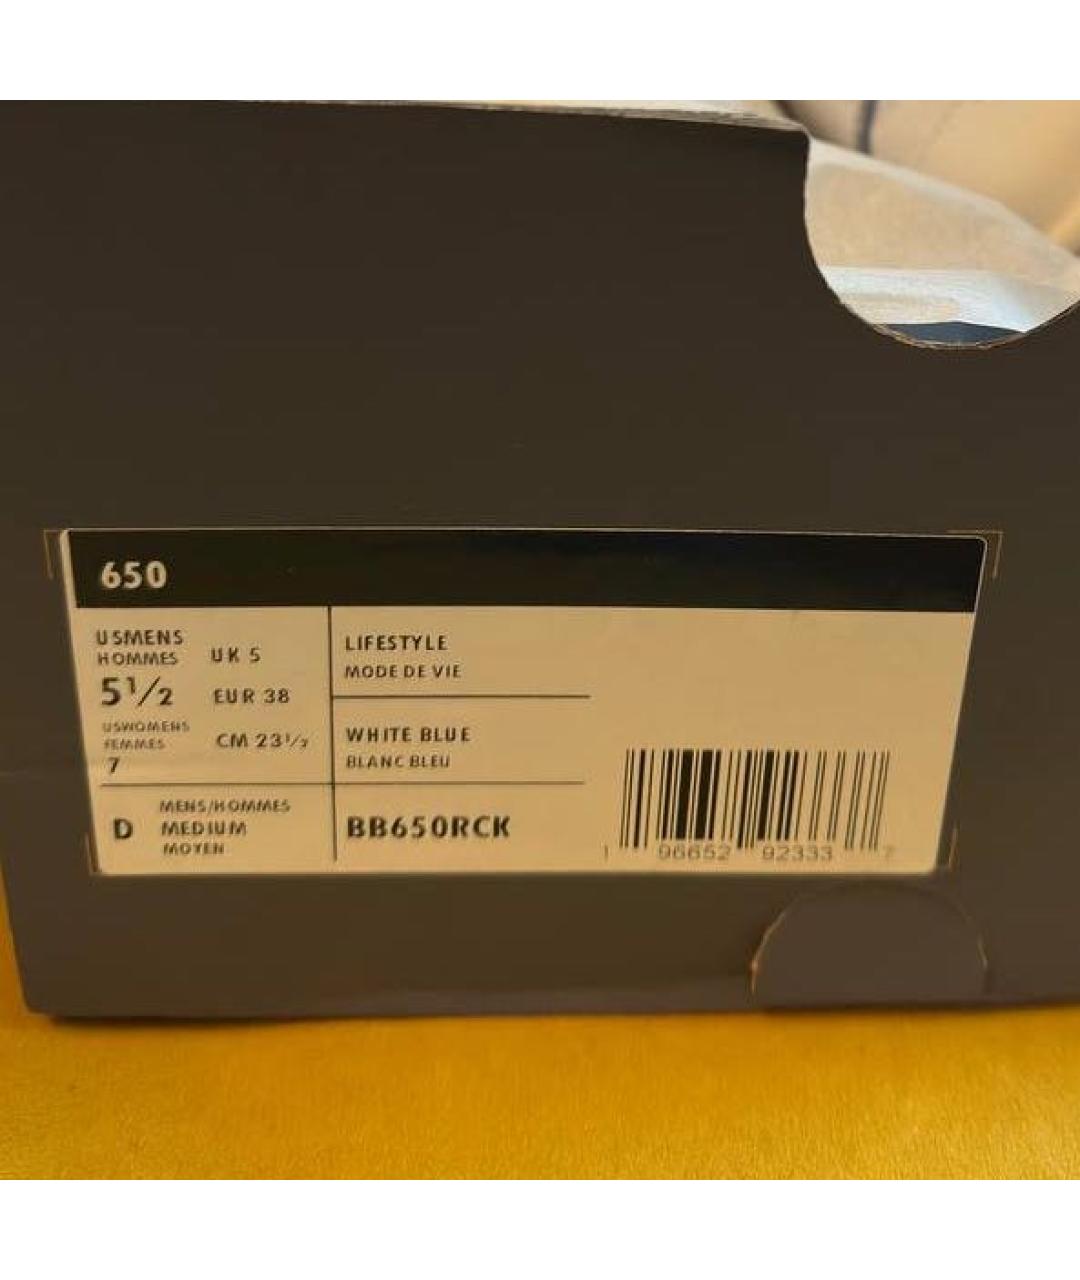 650
USMENS
HOMMES
5½
USWOMENS
FEMMES
7
UK 5
EUR 38
CM 23½
D
MENS/HOMMES
MEDIUM
MOYEN
LIFESTYLE
MODE DE VIE
WHITE BLUE
BLANC BLEU
BB650RCK
1 96652 92333 7